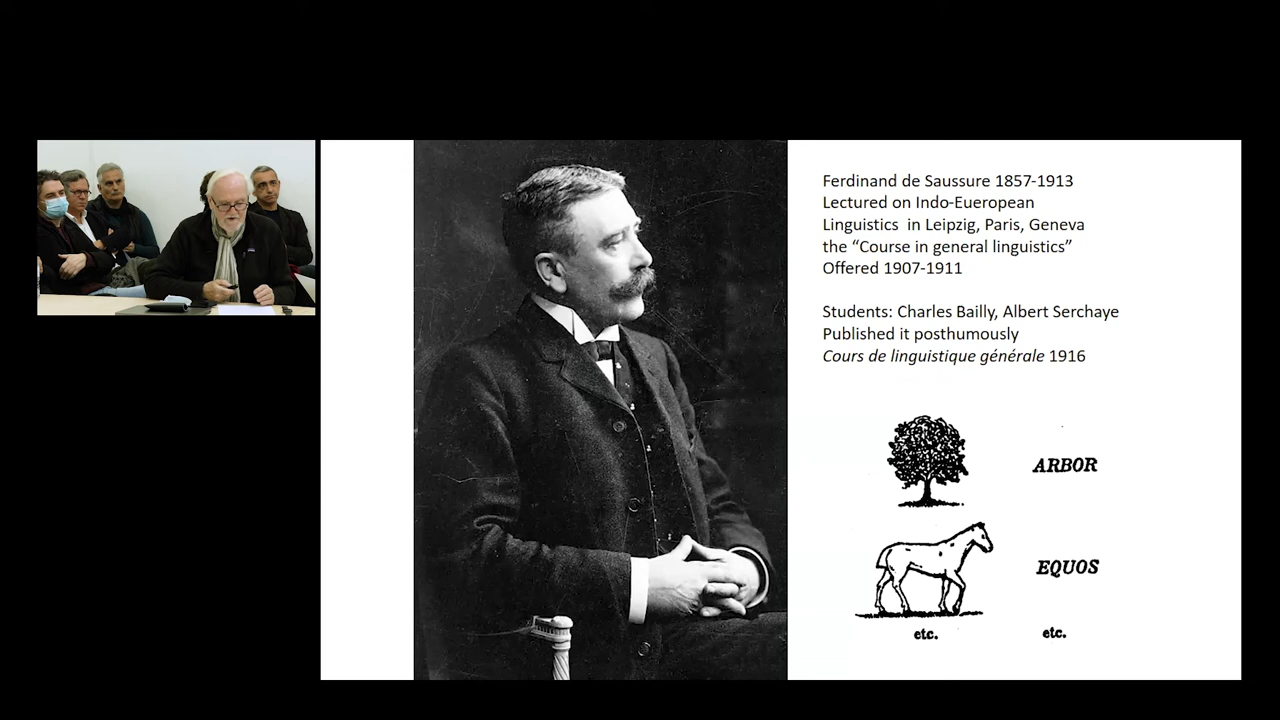 Ferdinand de Saussure 1857-1913
Lectured on Indo-Eueropean
Linguistics  in Leipzig, Paris, Geneva
the “Course in general linguistics”
Offered 1907-1911
Students: Charles Bailly, Albert Serchaye
Published it posthumously
Cours de linguistique générale 1916
ARBOR
EQUOS
etc.
etc.